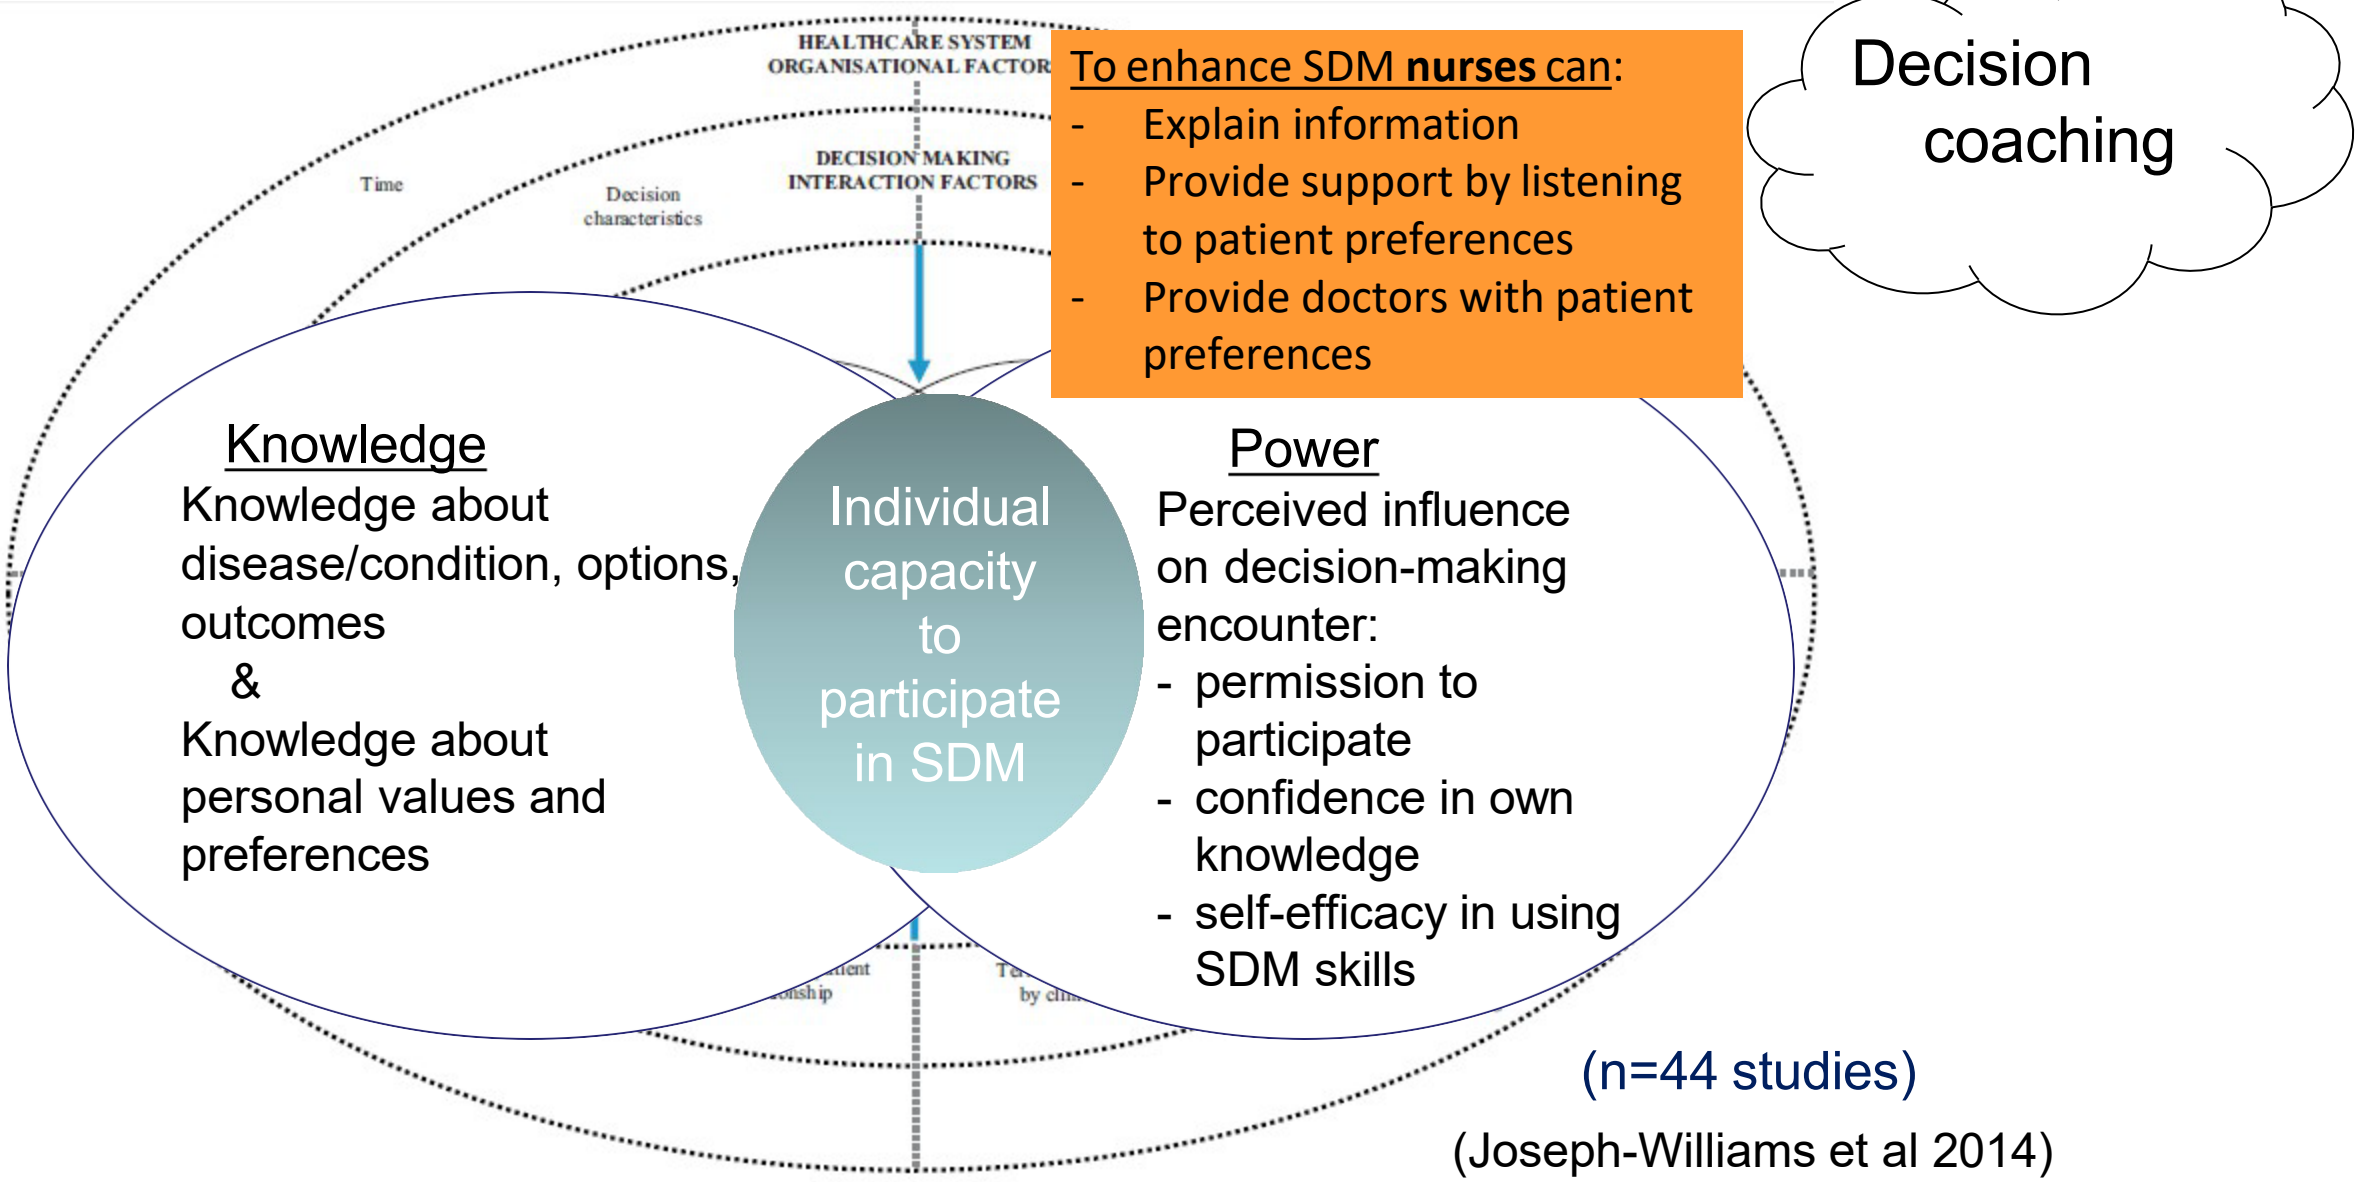 HEALTHCARE SYSTEM
ORGANISATIONAL FACTOR
DECISION MAKING
INTERACTION FACTORS
Time
Decision
characteristics
To enhance SDM nurses can:
- Explain information
- Provide support by listening
to patient preferences
- Provide doctors with patient
preferences
Decision
coaching
Knowledge
Knowledge about
disease/condition, options,
outcomes
&
Knowledge about
personal values and
preferences
Individual
capacity
to
participate
in SDM
Power
Perceived influence
on decision-making
encounter:
- permission to
participate
- confidence in own
knowledge
- self-efficacy in using
SDM skills
by
(n=44 studies)
(Joseph-Williams et al 2014)